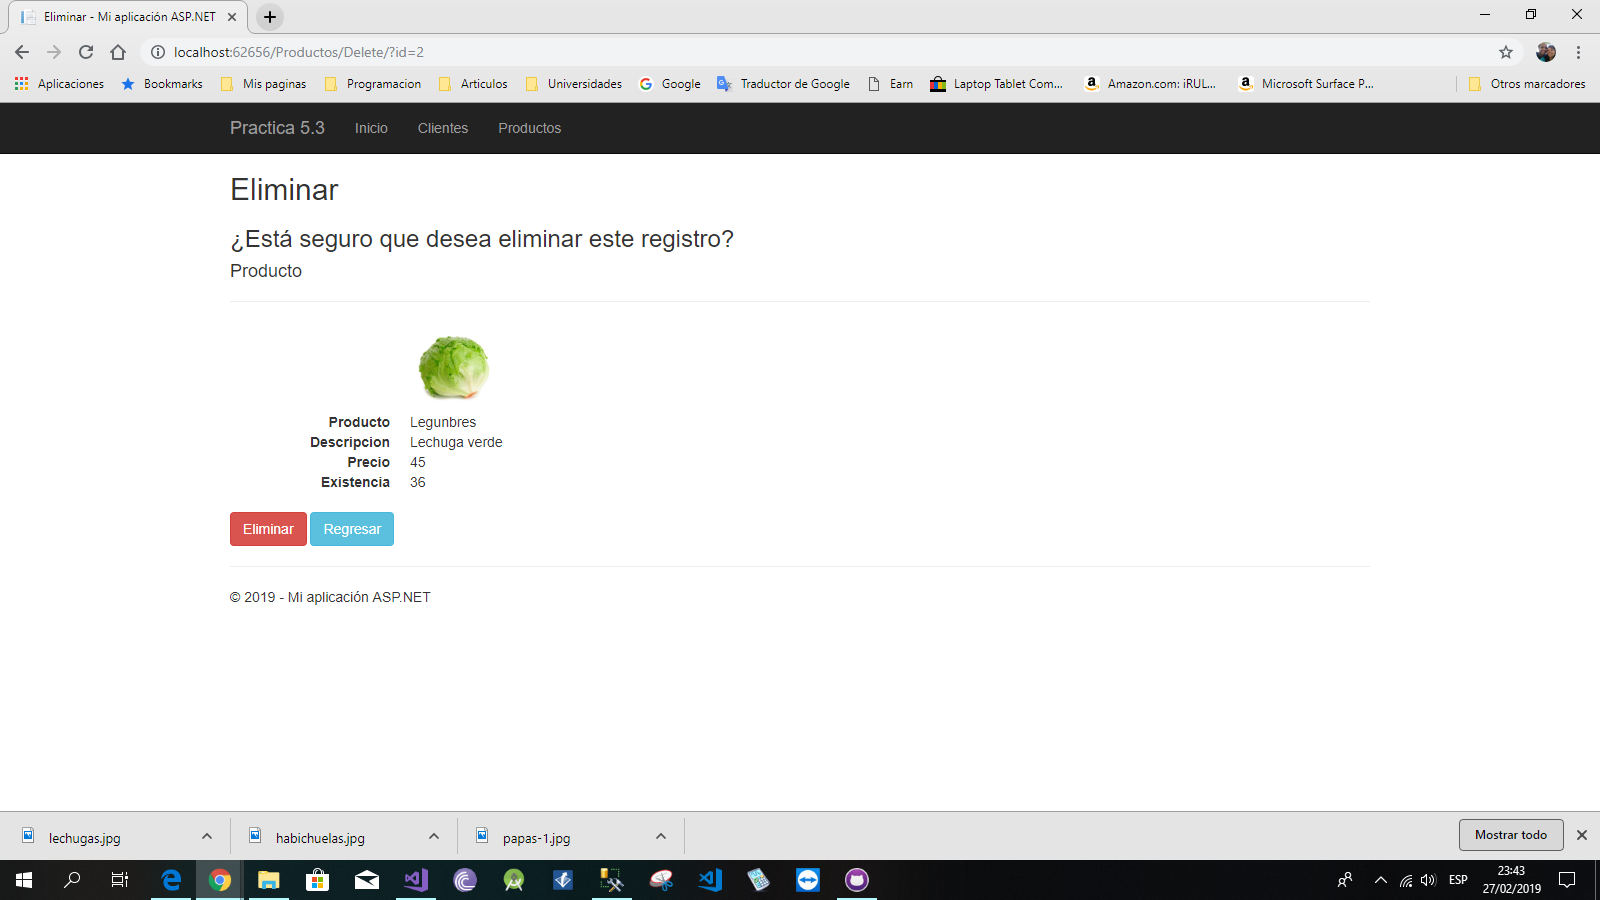 Eliminar - Mi aplicación ASP.NET
localhost:62656/Productos/Delete/?id=2
Aplicaciones Bookmarks Mis paginas Programacion Articulos Universidades Google Traductor de Google Earn Laptop Tablet Com... Amazon.com: iRUL... Microsoft Surface P... Otros marcadores
Practica 5.3 Inicio Clientes Productos
Eliminar
¿Está seguro que desea eliminar este registro?
Producto
Producto Legunbres
Descripcion Lechuga verde
Precio 45
Existencia 36
Eliminar Regresar
© 2019 - Mi aplicación ASP.NET
lechugas.jpg habichuelas.jpg papas-1.jpg Mostrar todo
ESP 23:43
27/02/2019